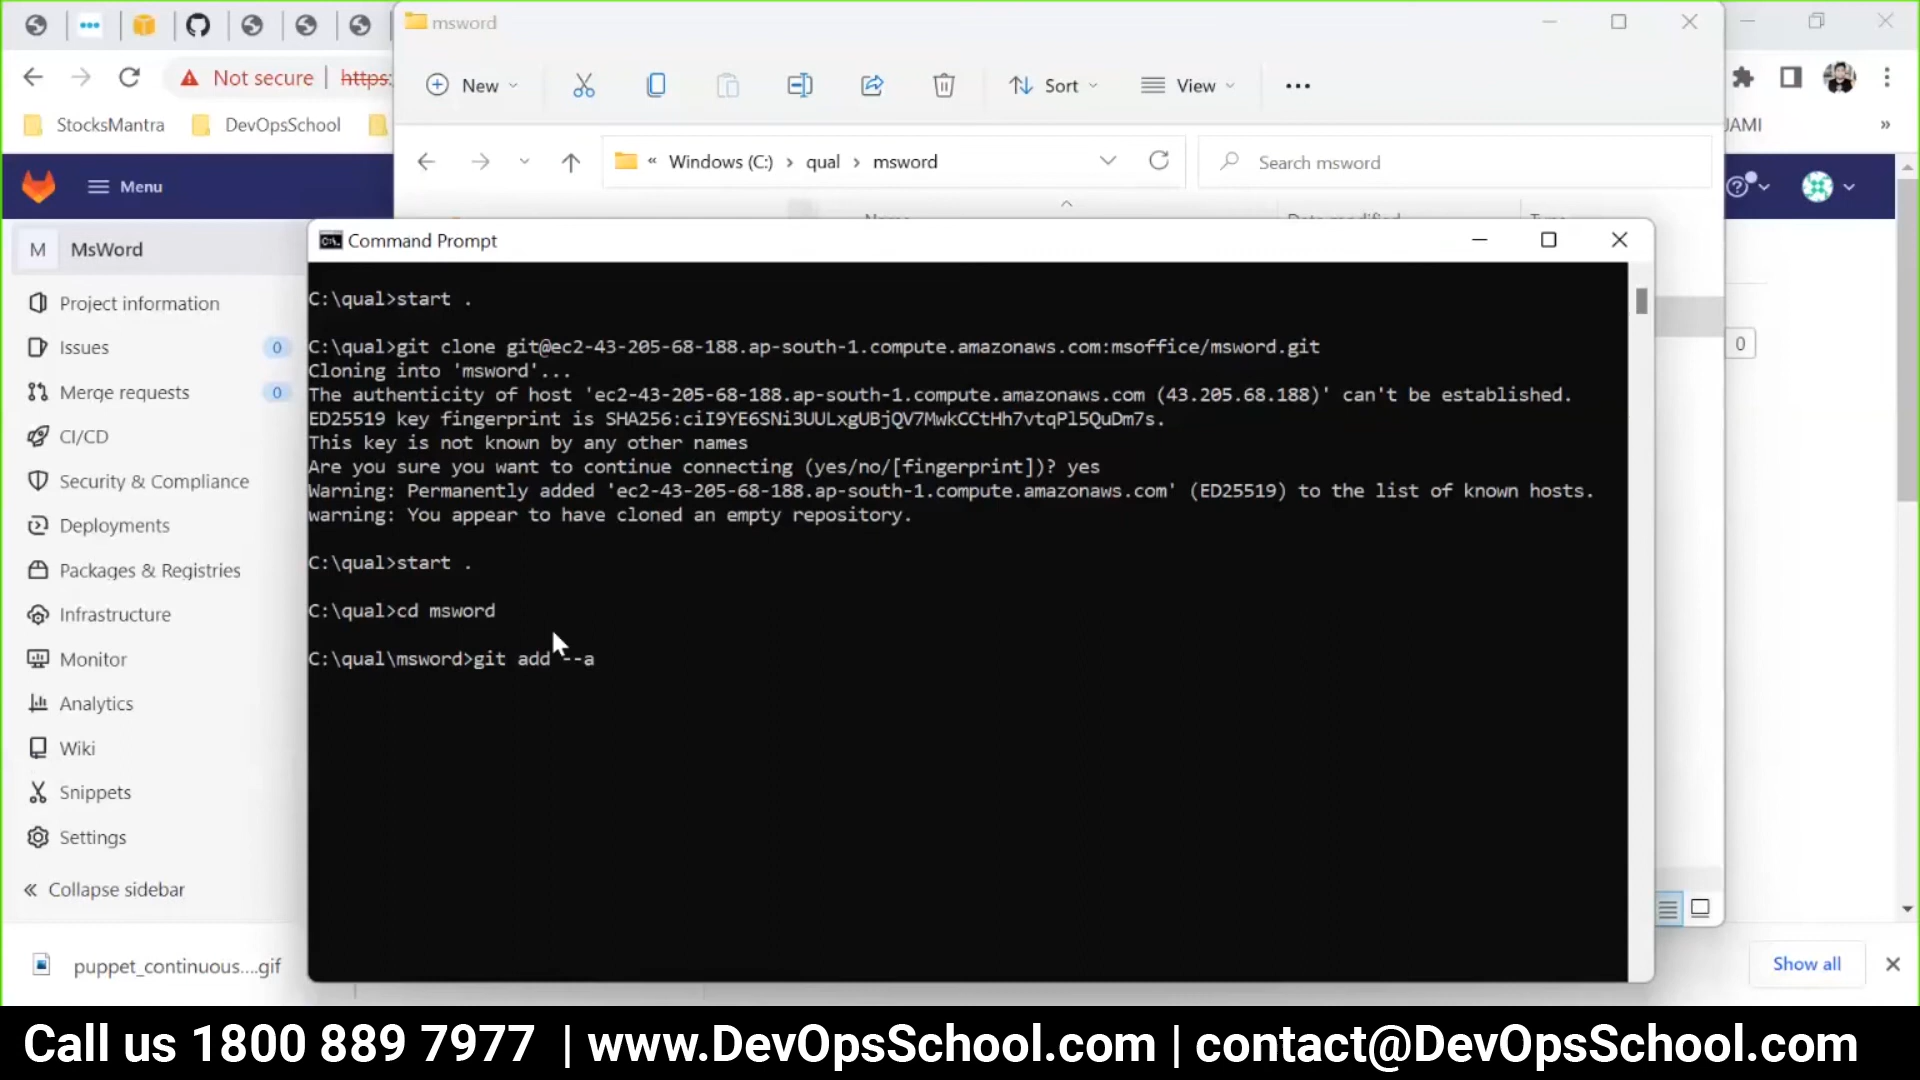 msword
Not secure
https:
New
Sort
View
StocksMantra
DevOpsSchool
JAMI
»
« Windows (C:) › qual › msword
Search msword
Menu
M MsWord
Project information
Issues 0
Merge requests 0
CI/CD
Security & Compliance
Deployments
Packages & Registries
Infrastructure
Monitor
Analytics
Wiki
Snippets
Settings
« Collapse sidebar
0
Command Prompt
C:\qual>start .
C:\qual>git clone git@ec2-43-205-68-188.ap-south-1.compute.amazonaws.com:msoffice/msword.git
Cloning into 'msword'...
The authenticity of host 'ec2-43-205-68-188.ap-south-1.compute.amazonaws.com (43.205.68.188)' can't be established.
ED25519 key fingerprint is SHA256:ciI9YE6SNi3UULxgUBjQV7MwkCCtHh7vtqPl5QuDm7s.
This key is not known by any other names
Are you sure you want to continue connecting (yes/no/[fingerprint])? yes
Warning: Permanently added 'ec2-43-205-68-188.ap-south-1.compute.amazonaws.com' (ED25519) to the list of known hosts.
warning: You appear to have cloned an empty repository.
C:\qual>start .
C:\qual>cd msword
C:\qual\msword>git add --a
puppet_continuous....gif
Show all
Call us 1800 889 7977 | www.DevOpsSchool.com | contact@DevOpsSchool.com